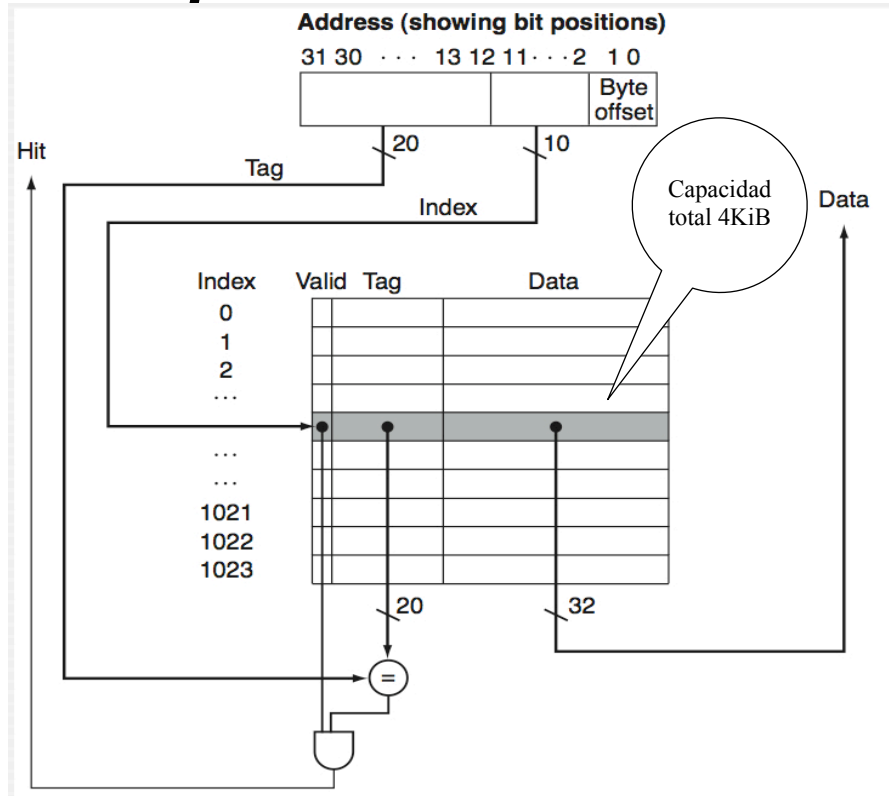 Address (showing bit positions)
31 30 · · · 13 12 11 · · · 2 1 0
Byte
offset
20
10
Hit
Tag
Index
Capacidad
total 4KiB
Data
Index Valid Tag Data
0
1
2
...
...
...
1021
1022
1023
20
32
=